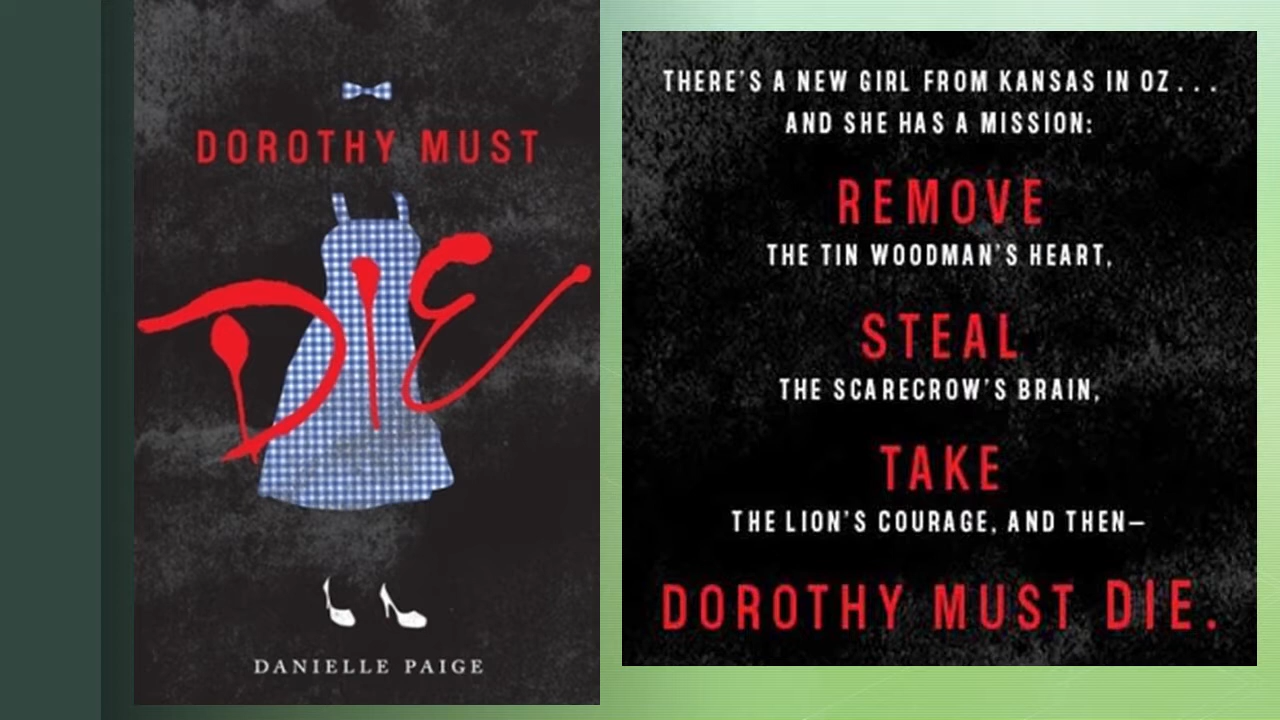 DOROTHY MUST
DIE
DANIELLE PAIGE
THERE'S A NEW GIRL FROM KANSAS IN OZ...
AND SHE HAS A MISSION:
REMOVE
THE TIN WOODMAN'S HEART,
STEAL
THE SCARECROW'S BRAIN,
TAKE
THE LION'S COURAGE, AND THEN—
DOROTHY MUST DIE.